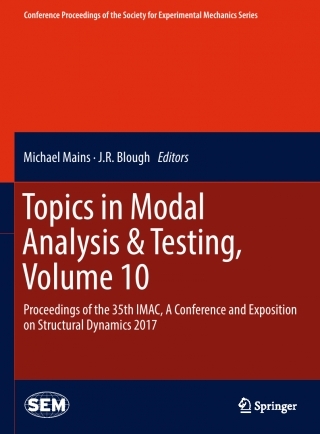 Conference Proceedings of the Society for Experimental Mechanics Series
Michael Mains · J.R. Blough Editors
Topics in Modal
Analysis & Testing,
Volume 10
Proceedings of the 35th IMAC, A Conference and Exposition
on Structural Dynamics 2017
SEM
Springer